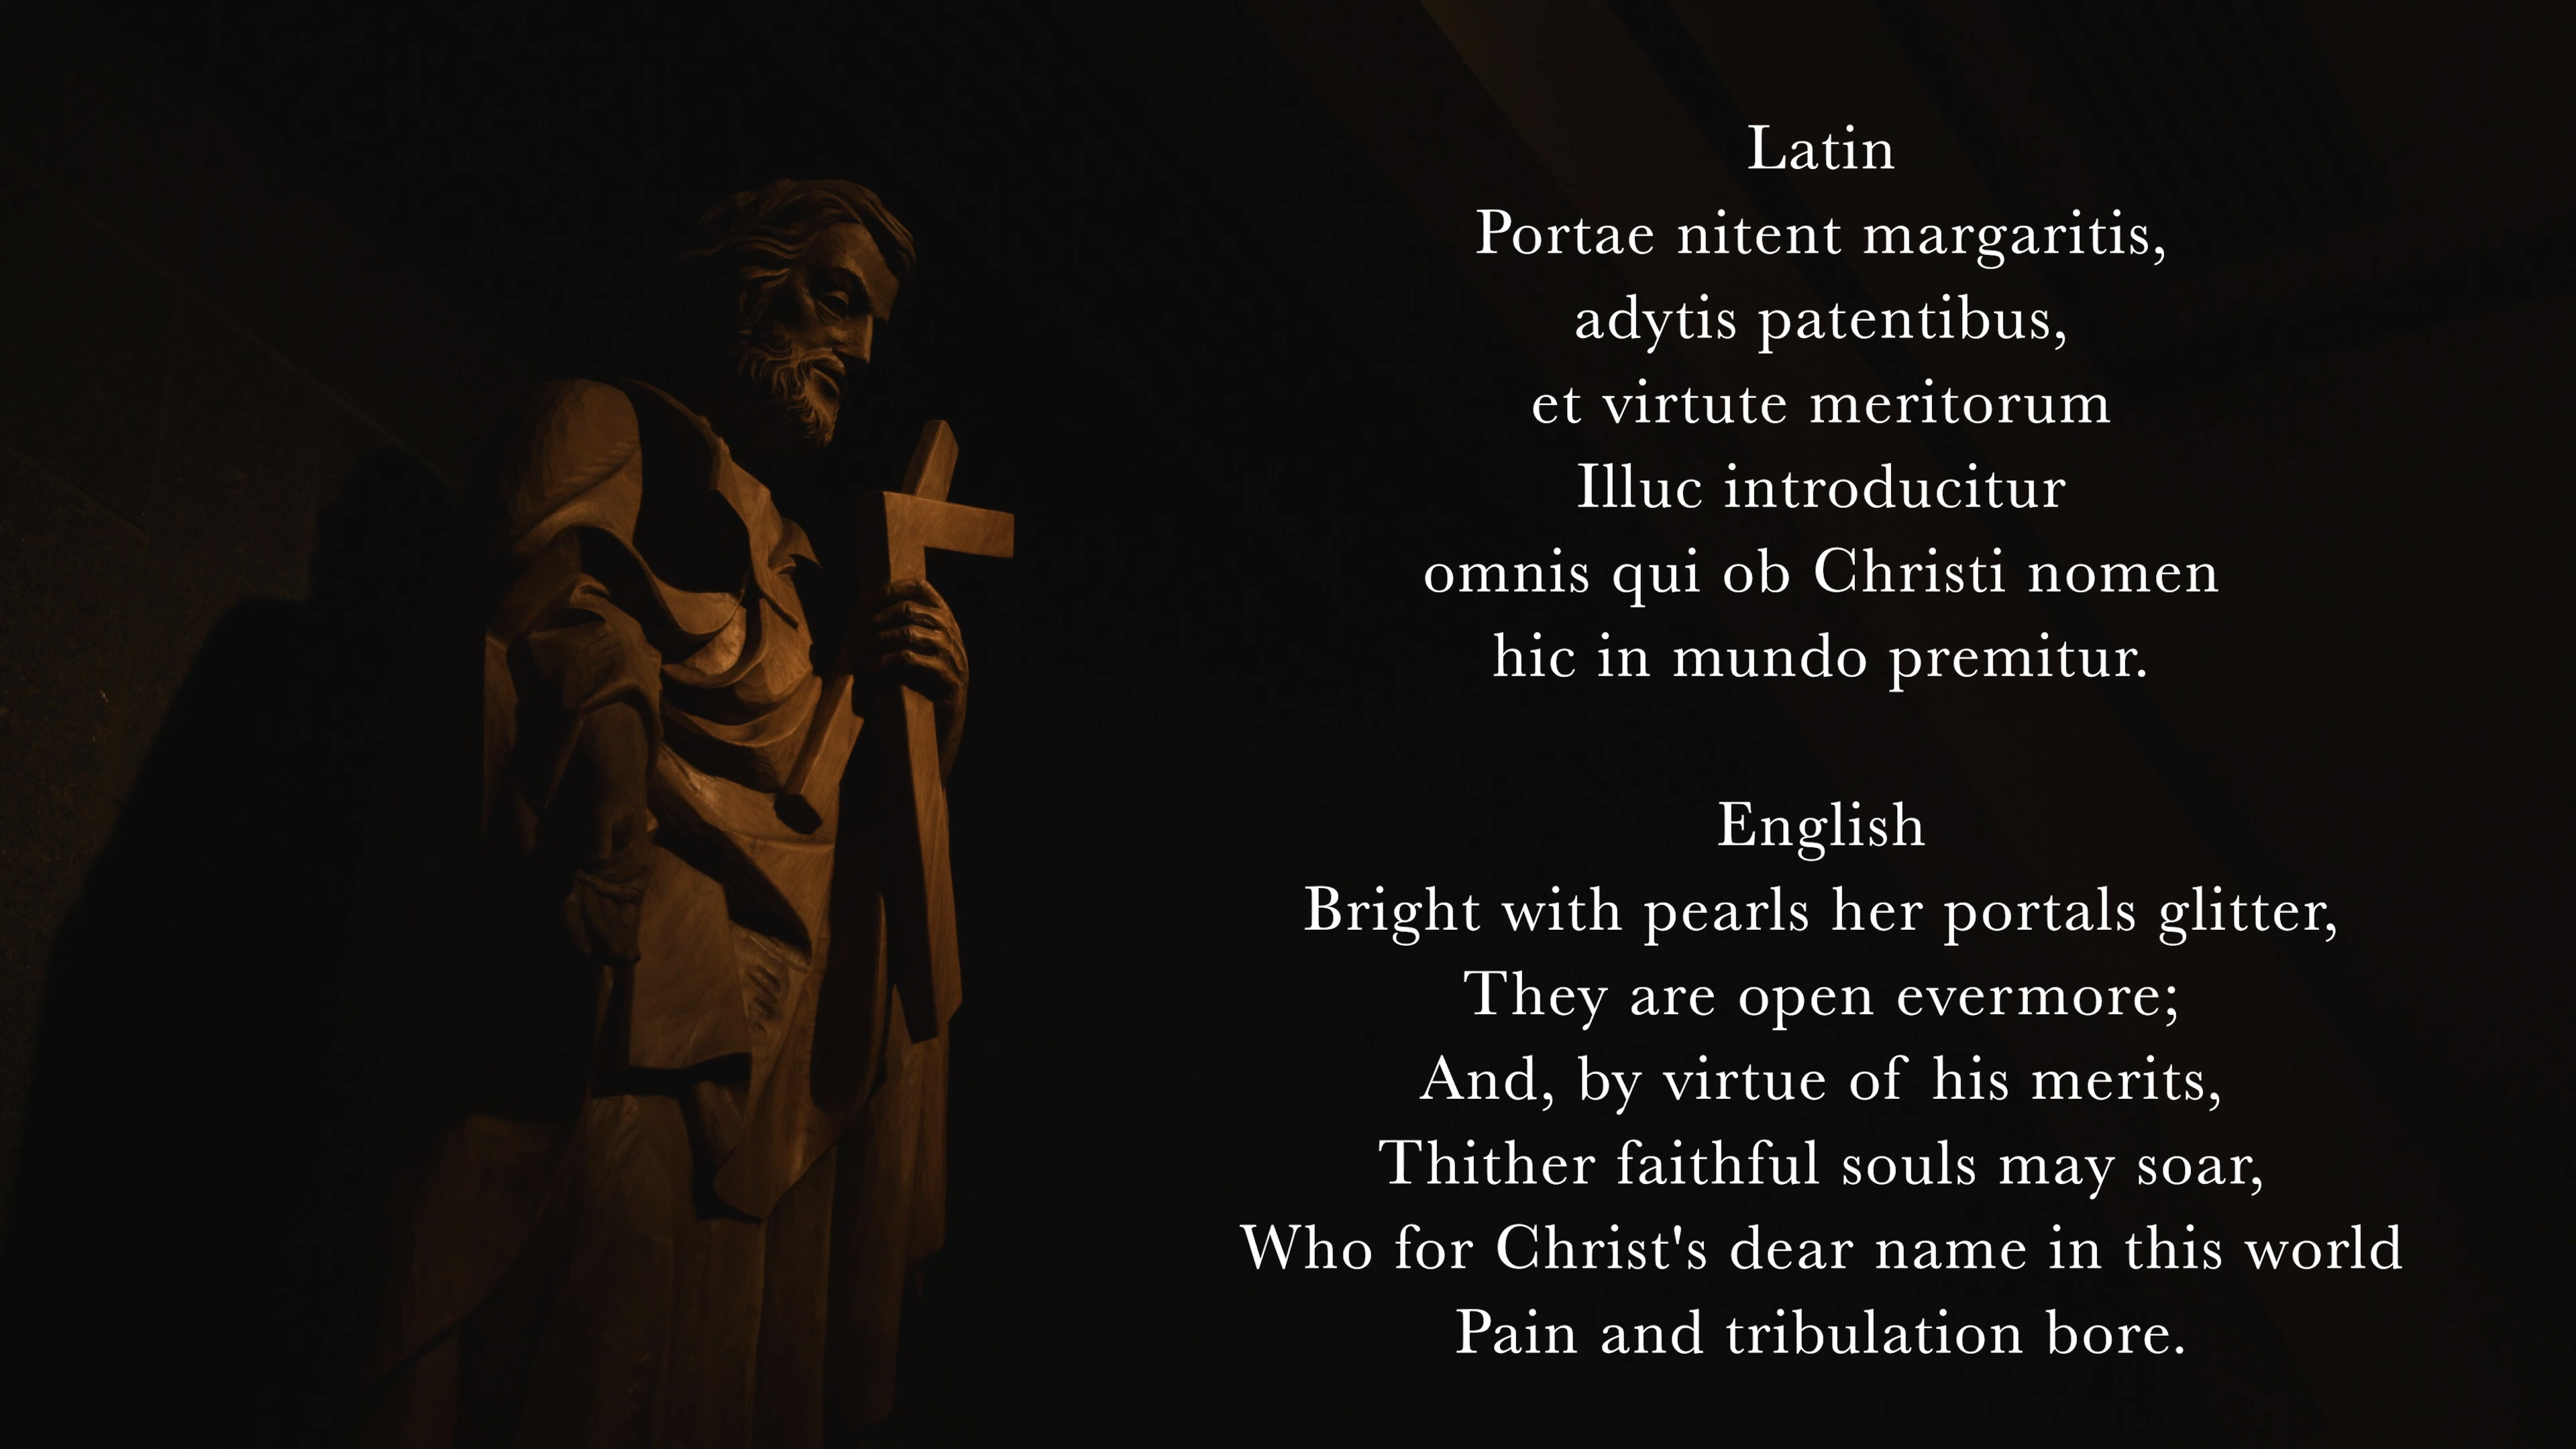 Latin
Portae nitent margaritis,
adytis patentibus,
et virtute meritorum
Illuc introducitur
omnis qui ob Christi nomen
hic in mundo premitur.
English
Bright with pearls her portals glitter,
They are open evermore;
And, by virtue of his merits,
Thither faithful souls may soar,
Who for Christ's dear name in this world
Pain and tribulation bore.